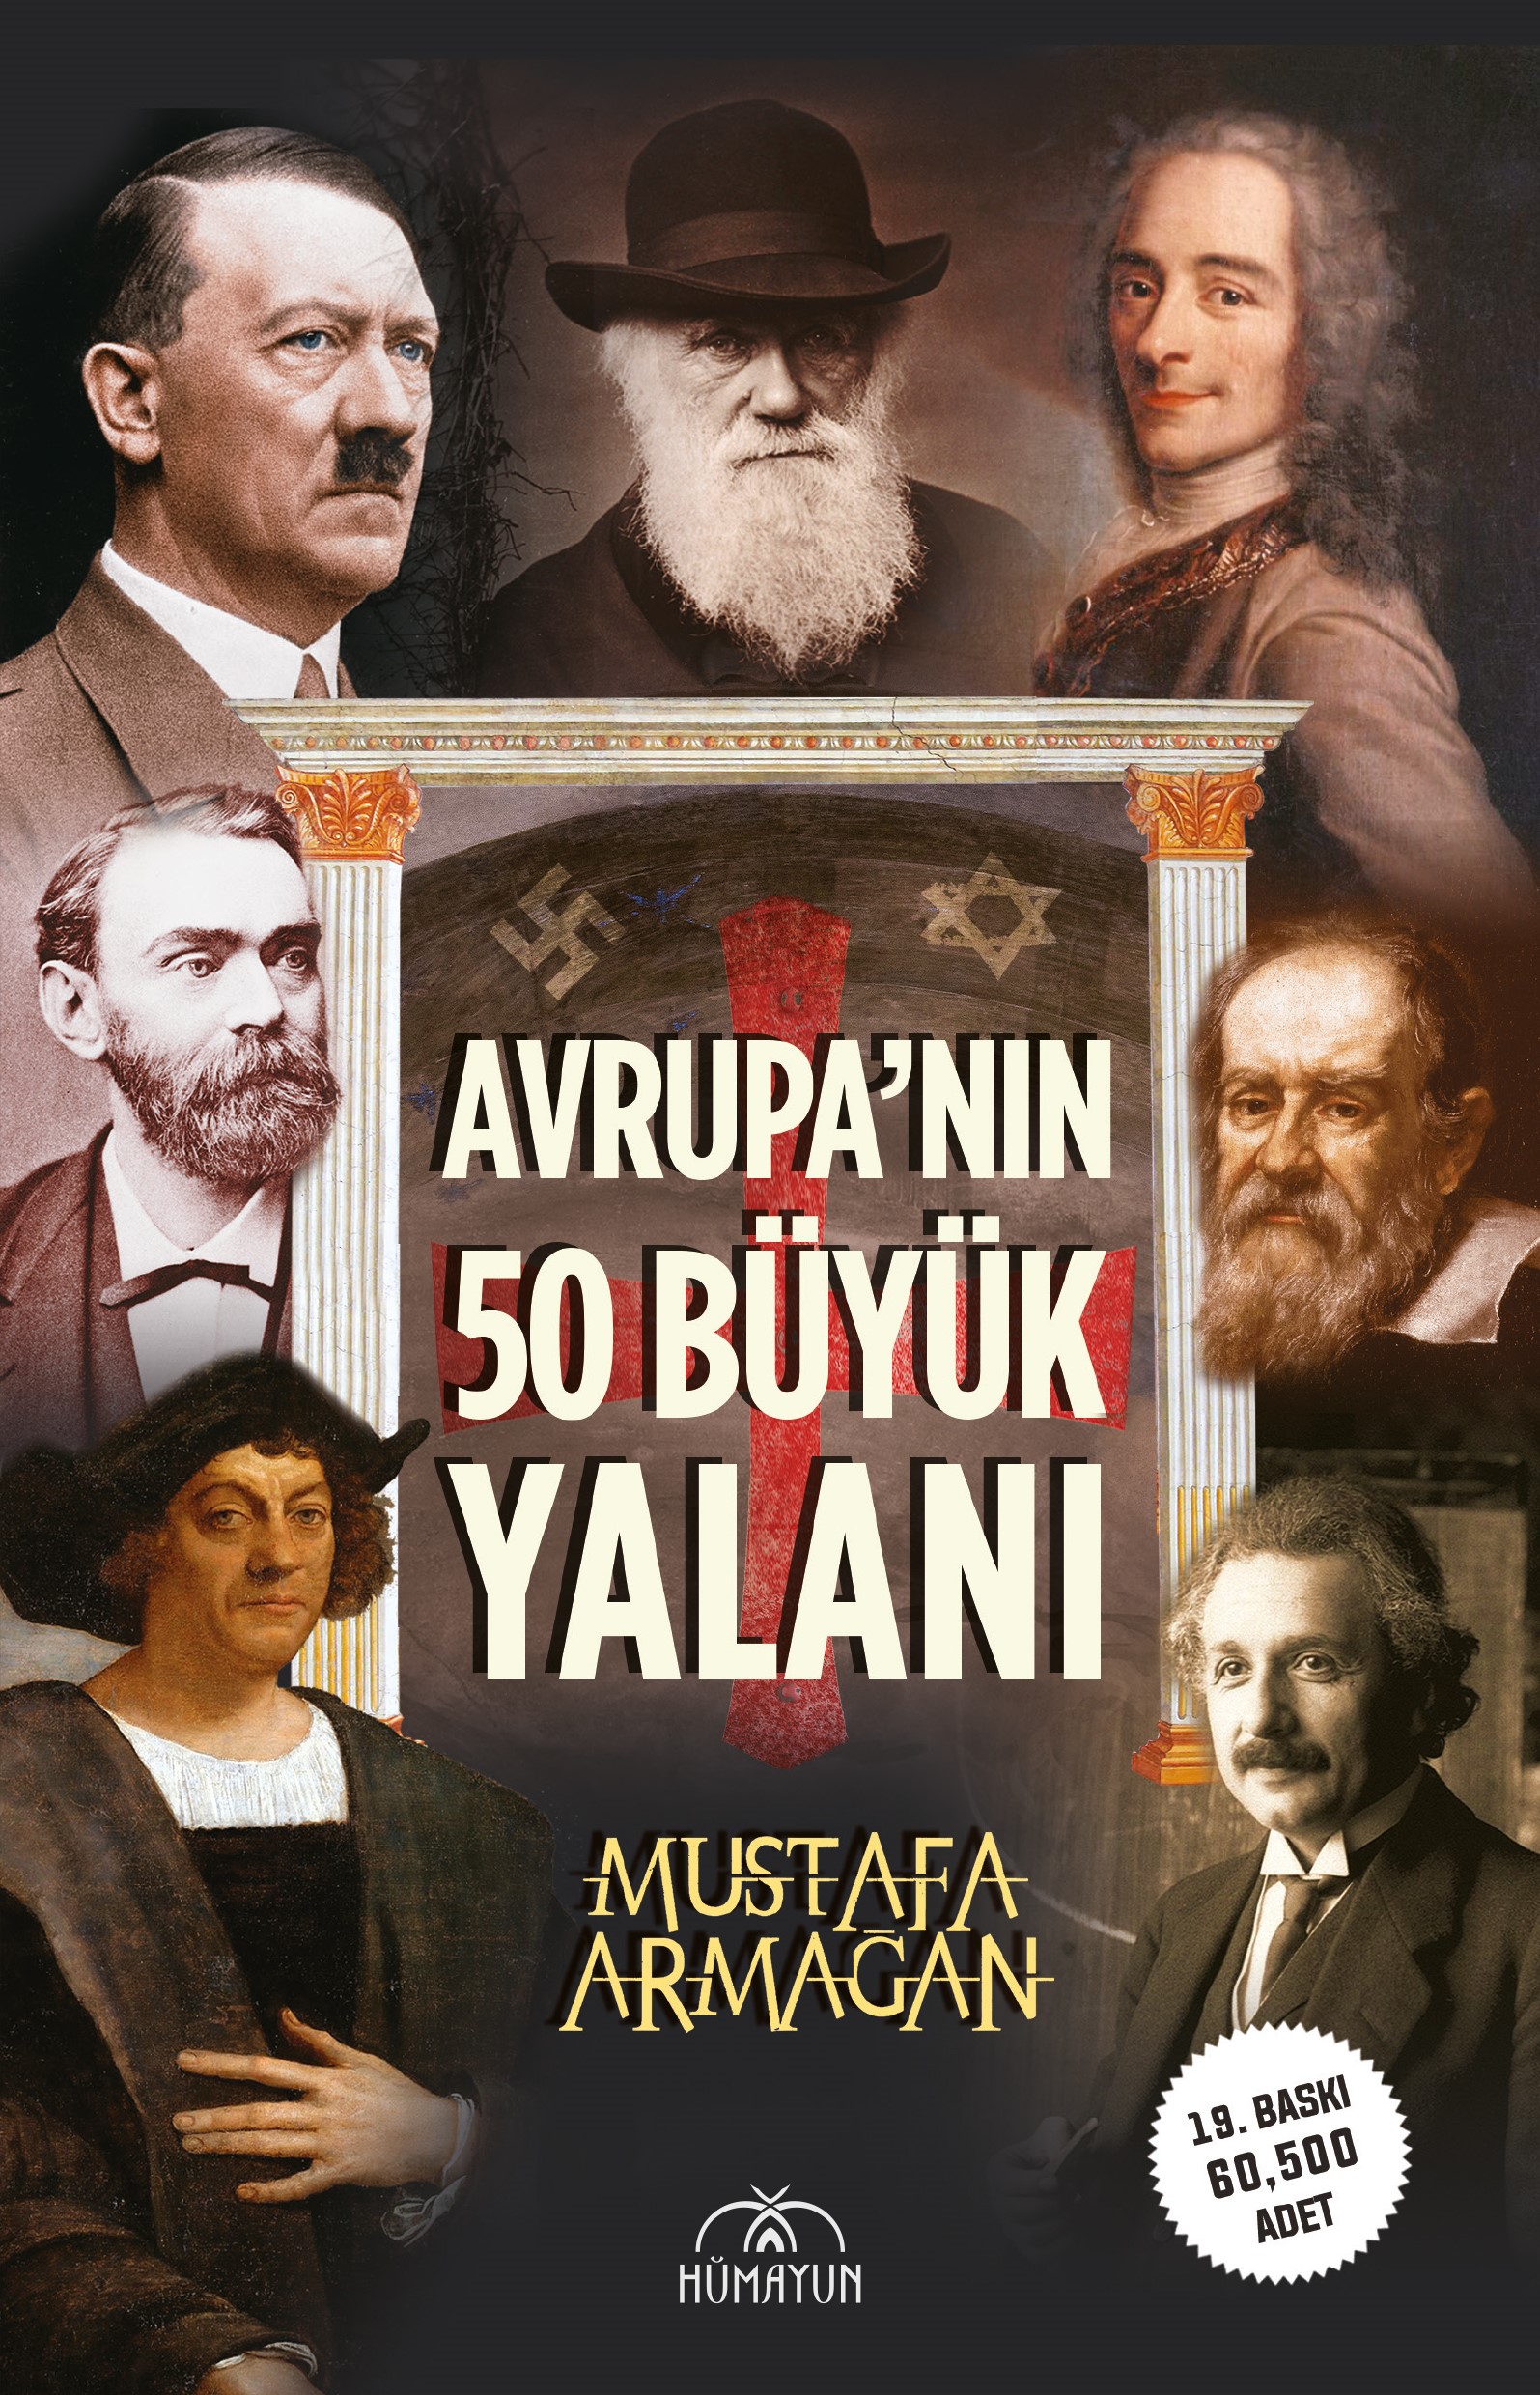 AVRUPA'NIN
50 BÜYÜK
YALANI
MUSTAFA
ARMAĞAN
19. BASKI
60,500
ADET
HÜMAYUN